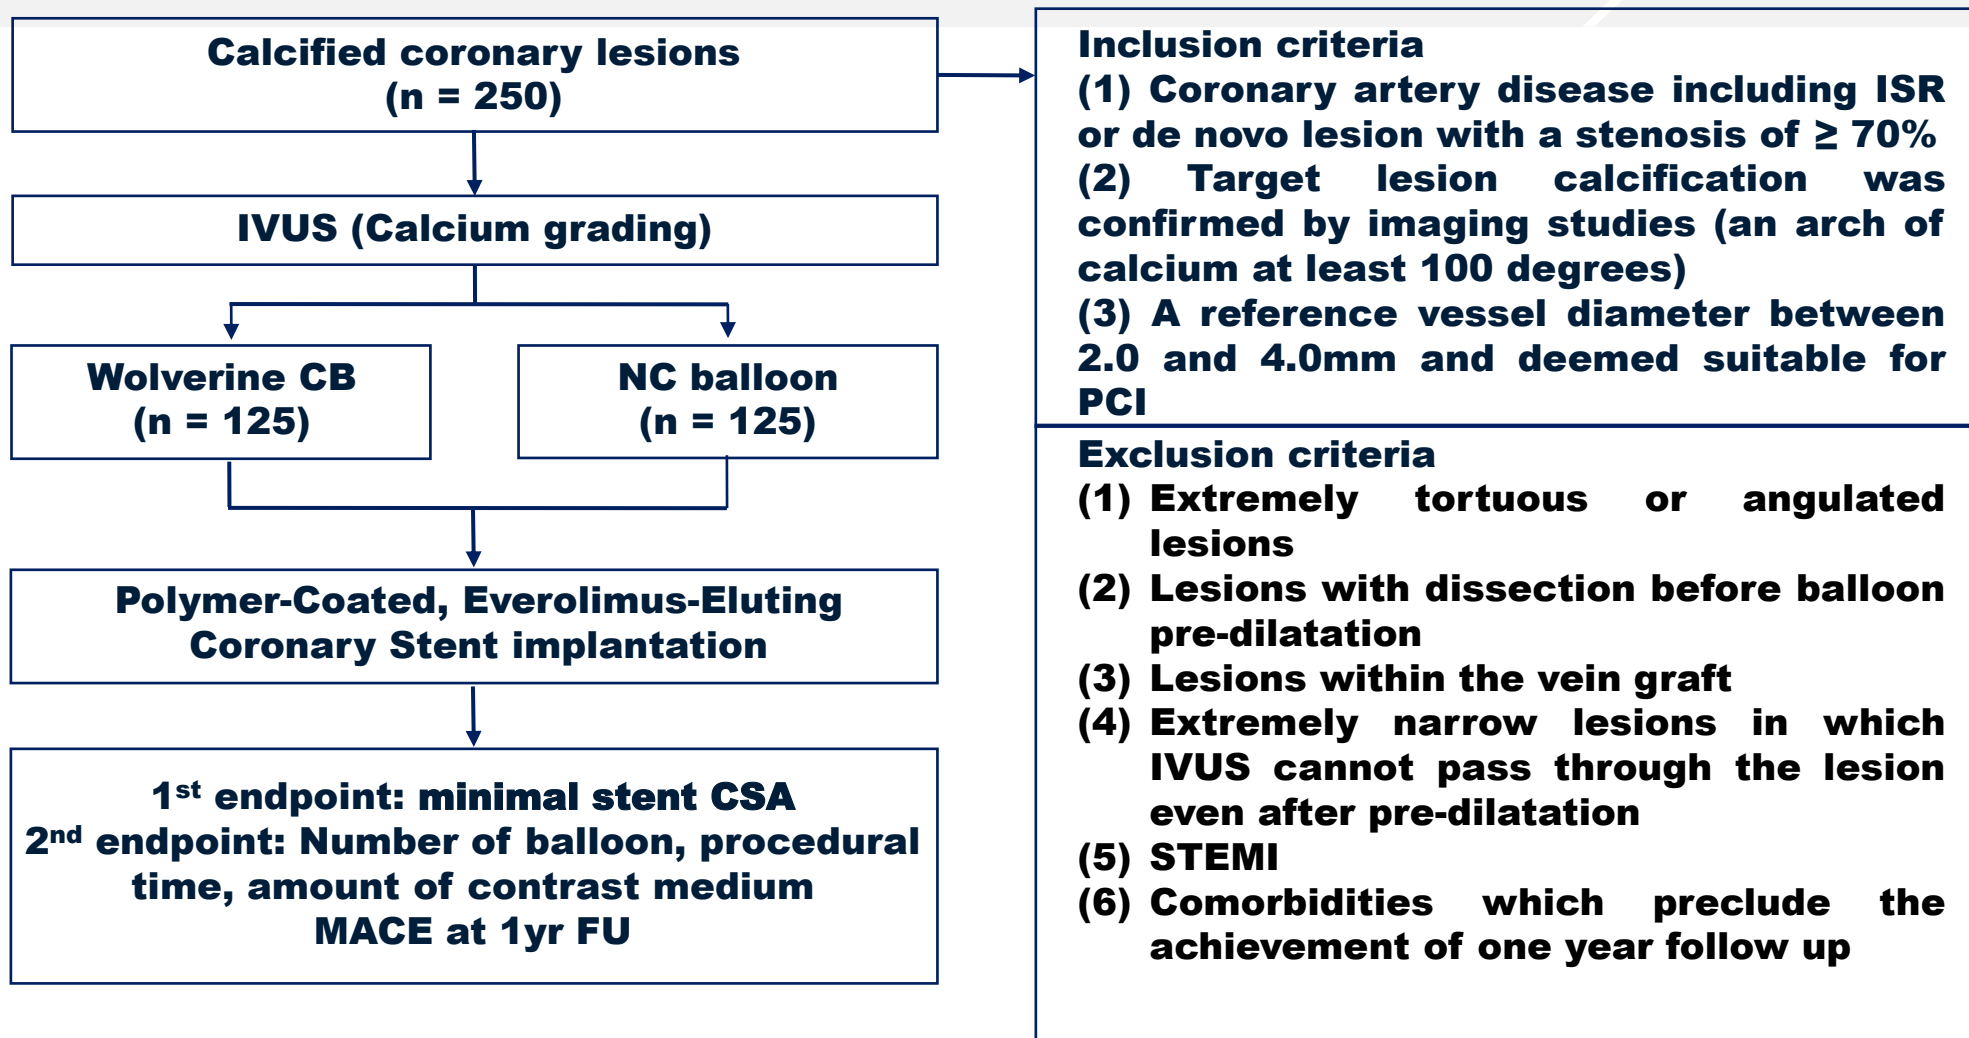 Calcified coronary lesions
(n = 250)
IVUS (Calcium grading)
Wolverine CB
(n = 125)
NC balloon
(n = 125)
Polymer-Coated, Everolimus-Eluting
Coronary Stent implantation
1st endpoint: minimal stent CSA
2nd endpoint: Number of balloon, procedural
time, amount of contrast medium
MACE at 1yr FU
Inclusion criteria
(1) Coronary artery disease including ISR
or de novo lesion with a stenosis of ≥ 70%
(2) Target lesion calcification was
confirmed by imaging studies (an arch of
calcium at least 100 degrees)
(3) A reference vessel diameter between
2.0 and 4.0mm and deemed suitable for
PCI
Exclusion criteria
(1) Extremely tortuous or angulated
lesions
(2) Lesions with dissection before balloon
pre-dilatation
(3) Lesions within the vein graft
(4) Extremely narrow lesions in which
IVUS cannot pass through the lesion
even after pre-dilatation
(5) STEMI
(6) Comorbidities which preclude the
achievement of one year follow up